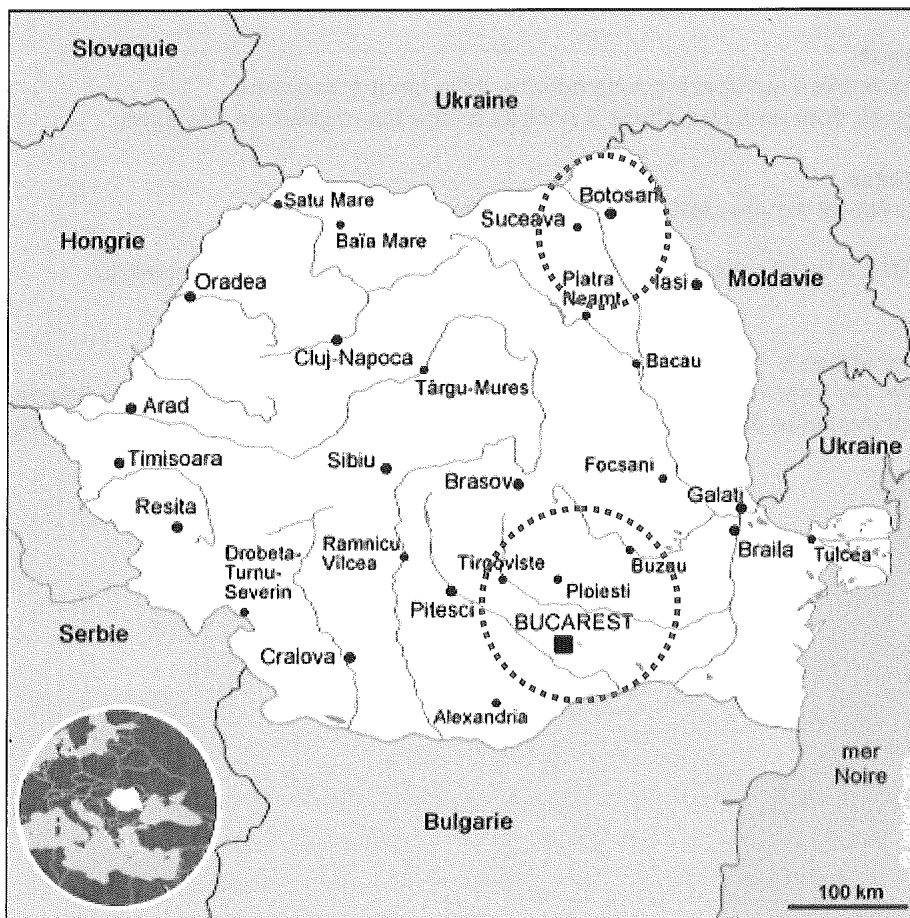 Slovaquie
Ukraine
Hongrie
Satu Mare
Baïa Mare
Suceava
Botosani
Oradea
Piatra
Neamt
Iasi
Moldavie
Cluj-Napoca
Târgu-Mures
Bacau
Arad
Timisoara
Sibiu
Brasov
Focsani
Ukraine
Resita
Galati
Braila
Tulcea
Drobeta-
Turnu-
Severin
Ramnicu
Vilcea
Tirgoviste
Buzau
Ploiesti
Pitesci
BUCAREST
Serbie
Craiova
Alexandria
mer
Noire
Bulgarie
100 km